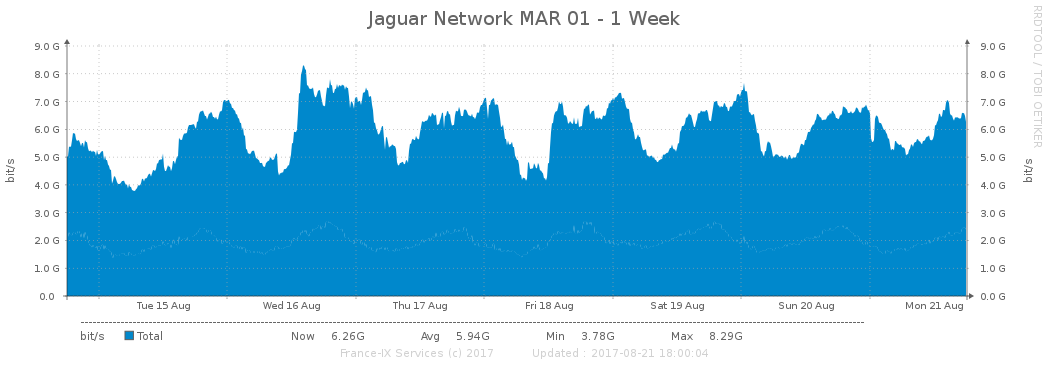 Jaguar Network MAR 01 - 1 Week
RRDTOOL / TOBI OETIKER
bit/s
9.0 G 9.0 G
8.0 G 8.0 G
7.0 G 7.0 G
6.0 G 6.0 G
5.0 G 5.0 G
4.0 G 4.0 G
3.0 G 3.0 G
2.0 G 2.0 G
1.0 G 1.0 G
0.0 0.0 G
bit/s
Tue 15 Aug Wed 16 Aug Thu 17 Aug Fri 18 Aug Sat 19 Aug Sun 20 Aug Mon 21 Aug
bit/s Total Now 6.26G Avg 5.94G Min 3.78G Max 8.29G
France-IX Services (c) 2017 Updated : 2017-08-21 18:00:04